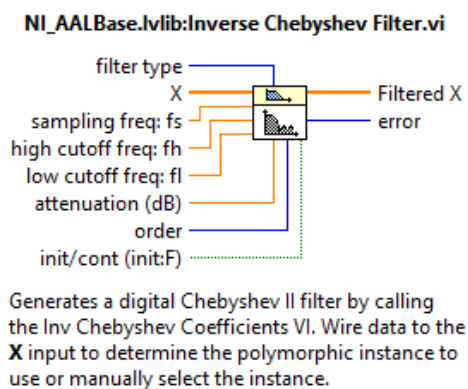 NI_AALBase.lvlib:Inverse Chebyshev Filter.vi
filter type
X
Filtered X
sampling freq: fs
error
high cutoff freq: fh
low cutoff freq: fl
attenuation (dB)
order
init/cont (init:F)
Generates a digital Chebyshev II filter by calling
the Inv Chebyshev Coefficients VI. Wire data to the
X input to determine the polymorphic instance to
use or manually select the instance.